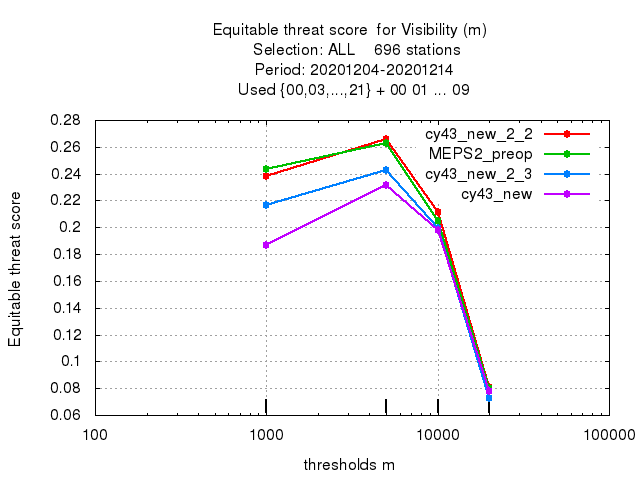 Equitable threat score  for Visibility (m)
Selection: ALL    696 stations
Period: 20201204-20201214
Used {00,03,...,21} + 00 01 ... 09
cy43_new_2_2
MEPS2_preop
cy43_new_2_3
cy43_new
Equitable threat score
0.28
0.26
0.24
0.22
0.2
0.18
0.16
0.14
0.12
0.1
0.08
0.06
100
1000
10000
100000
thresholds m